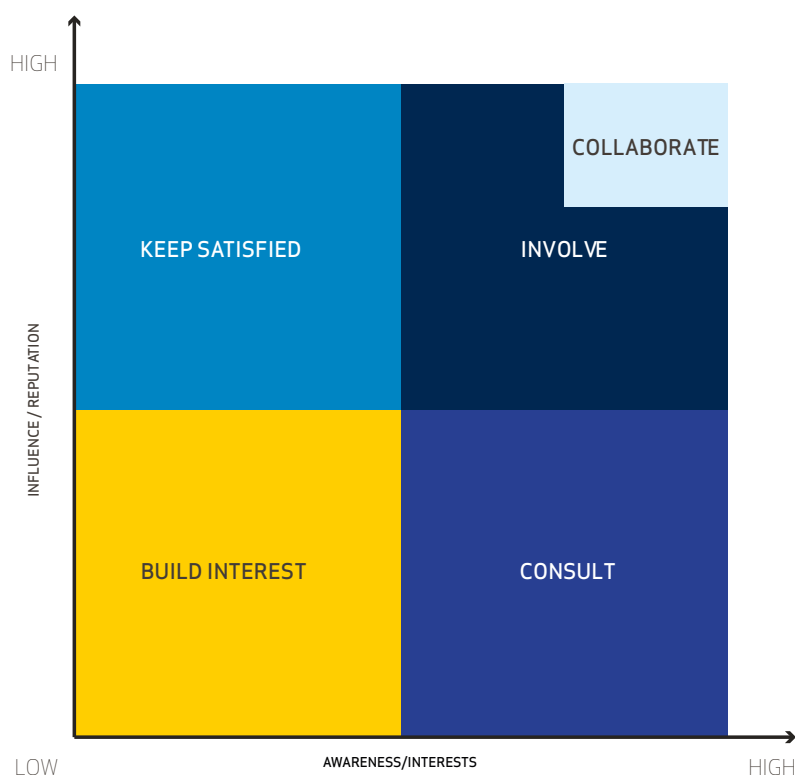 HIGH
COLLABORATE
KEEP SATISFIED
INVOLVE
INFLUENCE / REPUTATION
BUILD INTEREST
CONSULT
LOW
AWARENESS/INTERESTS
HIGH